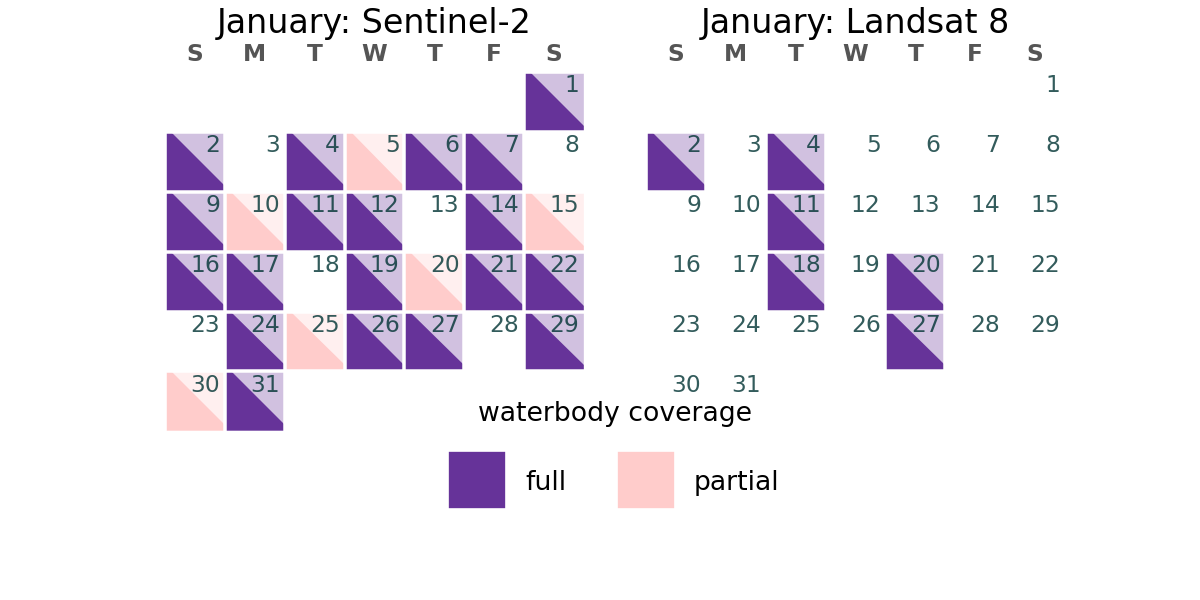 January: Sentinel-2
S M T W T F S
1
2 3 4 5 6 7 8
9 10 11 12 13 14 15
16 17 18 19 20 21 22
23 24 25 26 27 28 29
30 31
January: Landsat 8
S M T W T F S
1
2 3 4 5 6 7 8
9 10 11 12 13 14 15
16 17 18 19 20 21 22
23 24 25 26 27 28 29
30 31
waterbody coverage
full partial